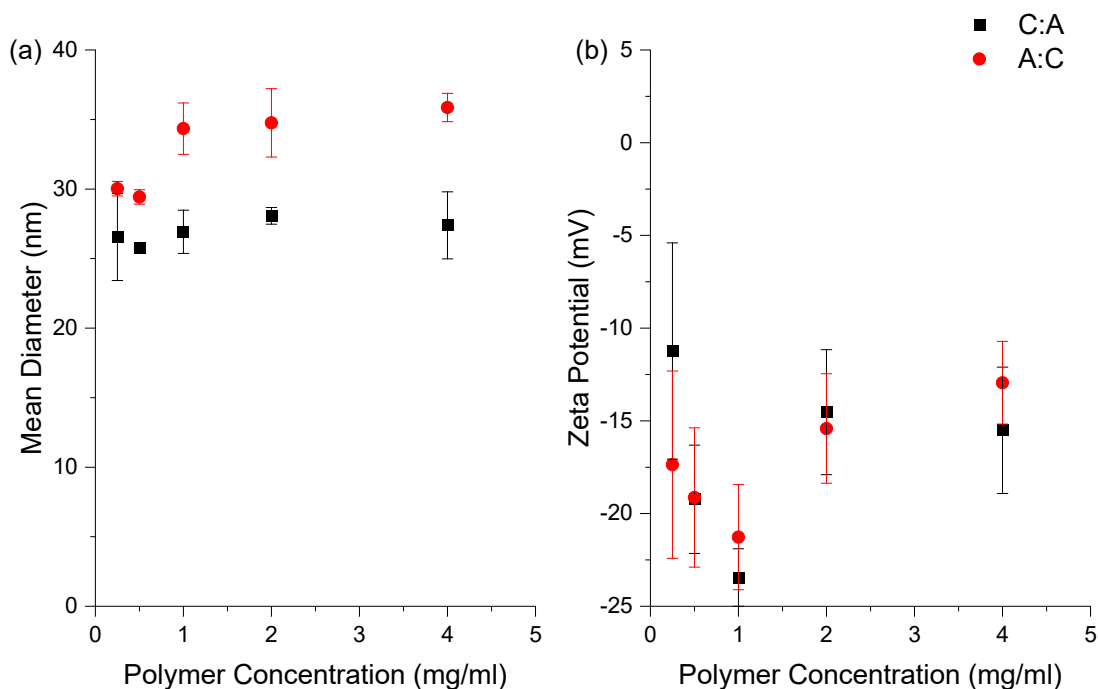 (a)
40
30
20
10
0
Mean Diameter (nm)
0 1 2 3 4 5
Polymer Concentration (mg/ml)
(b)
C:A
A:C
5
0
-5
-10
-15
-20
-25
Zeta Potential (mV)
0 1 2 3 4 5
Polymer Concentration (mg/ml)